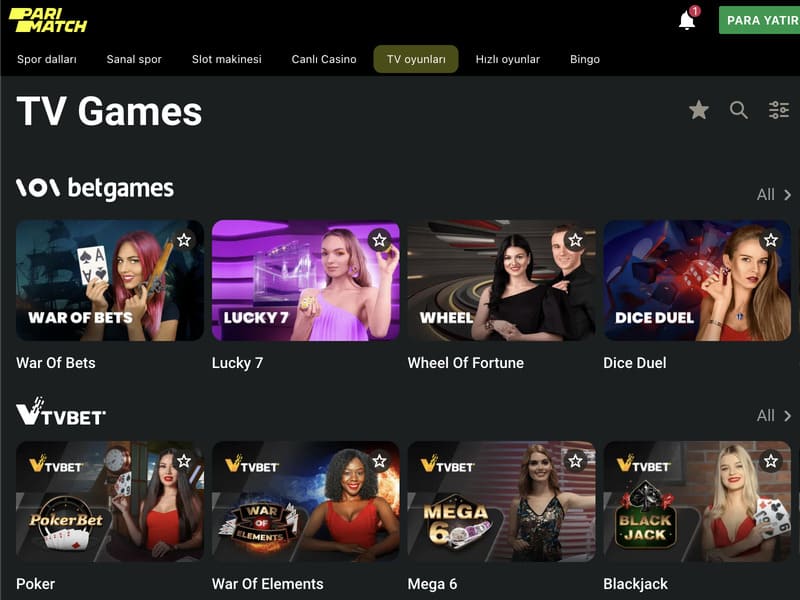 PARI
MATCH
1
PARA YATIR
Spor dalları
Sanal spor
Slot makinesi
Canlı Casino
TV oyunları
Hızlı oyunlar
Bingo
TV Games
betgames
All
WAR OF BETS
LUCKY 7
WHEEL
DICE DUEL
War Of Bets
Lucky 7
Wheel Of Fortune
Dice Duel
TVBET
All
TVBET
PokerBet
TVBET
WAR
OF
ELEMENTS
TVBET
MEGA
6
TVBET
BLACK
JACK
Poker
War Of Elements
Mega 6
Blackjack